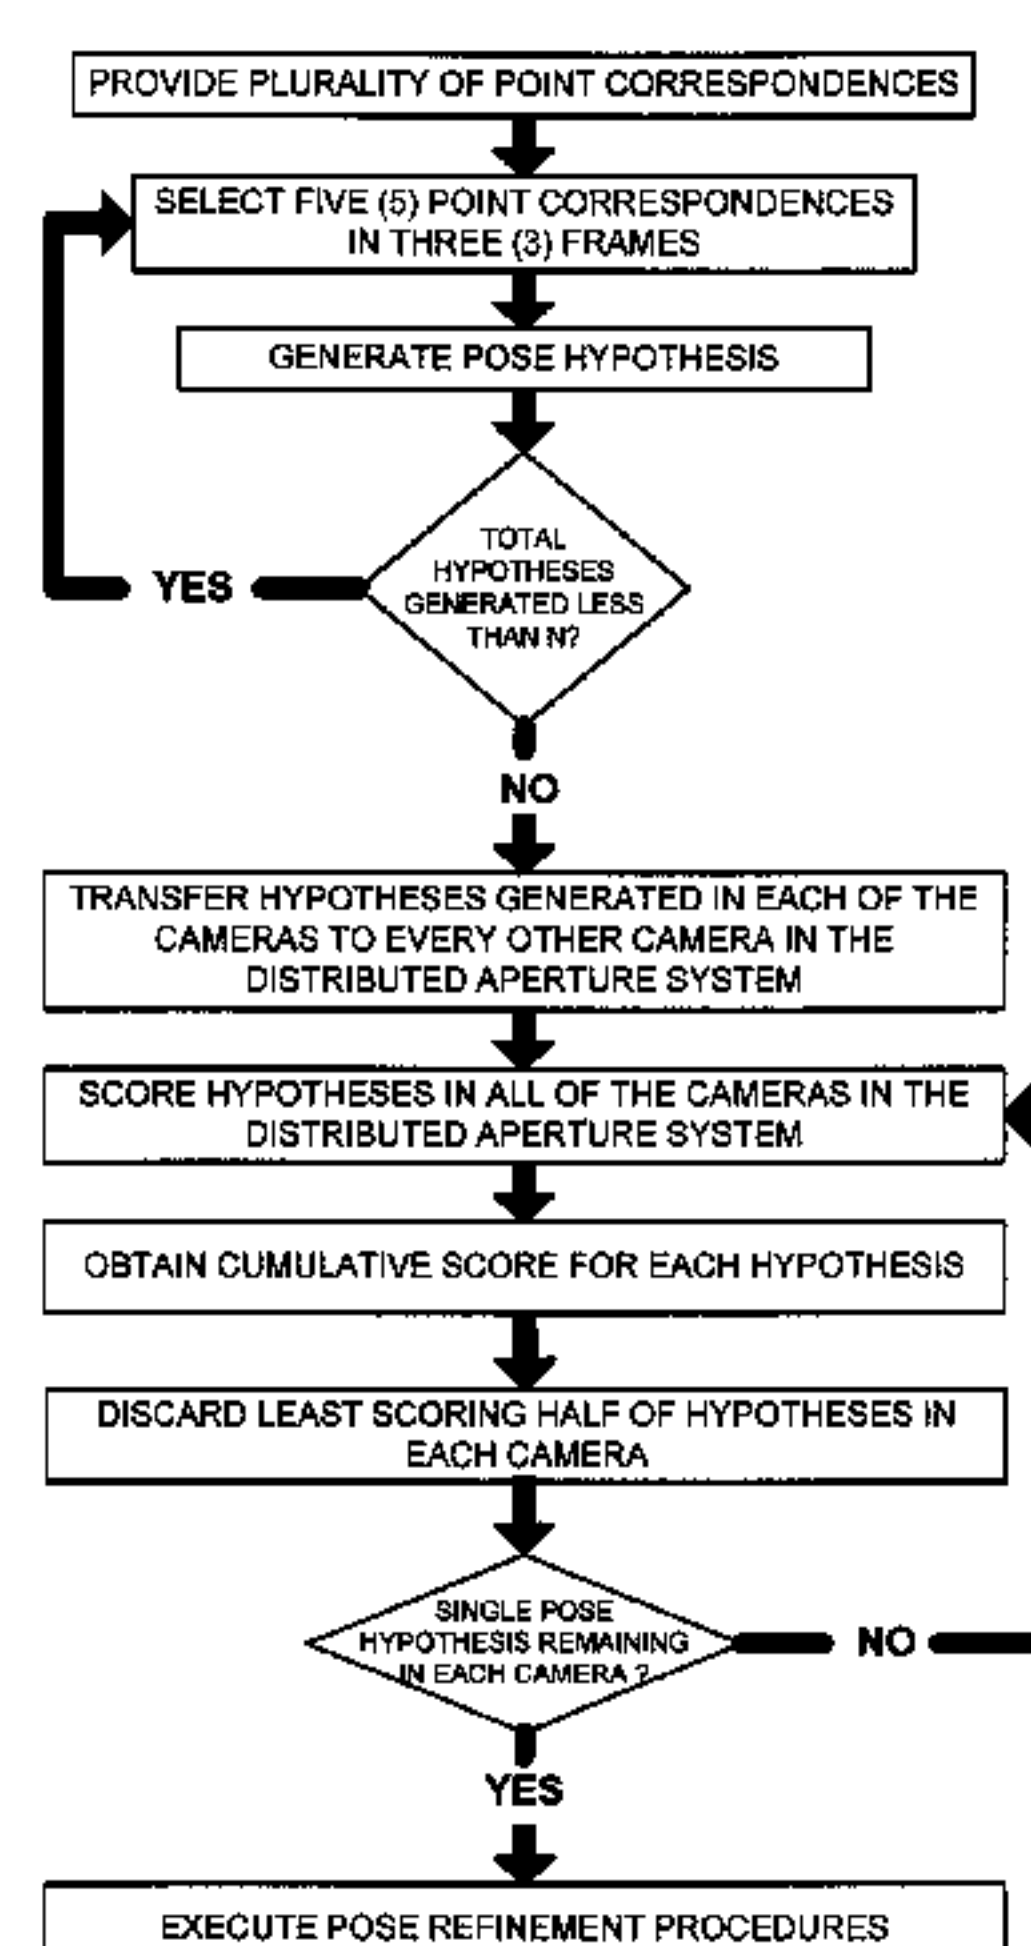 PROVIDE PLURALITY OF POINT CORRESPONDENCES
SELECT FIVE (5) POINT CORRESPONDENCES
IN THREE (3) FRAMES
GENERATE POSE HYPOTHESIS
TOTAL
HYPOTHESES
GENERATED LESS
THAN N?
YES
NO
TRANSFER HYPOTHESES GENERATED IN EACH OF THE
CAMERAS TO EVERY OTHER CAMERA IN THE
DISTRIBUTED APERTURE SYSTEM
SCORE HYPOTHESES IN ALL OF THE CAMERAS IN THE
DISTRIBUTED APERTURE SYSTEM
OBTAIN CUMULATIVE SCORE FOR EACH HYPOTHESIS
DISCARD LEAST SCORING HALF OF HYPOTHESES IN
EACH CAMERA
SINGLE POSE
HYPOTHESIS REMAINING
IN EACH CAMERA ?
NO
YES
EXECUTE POSE REFINEMENT PROCEDURES